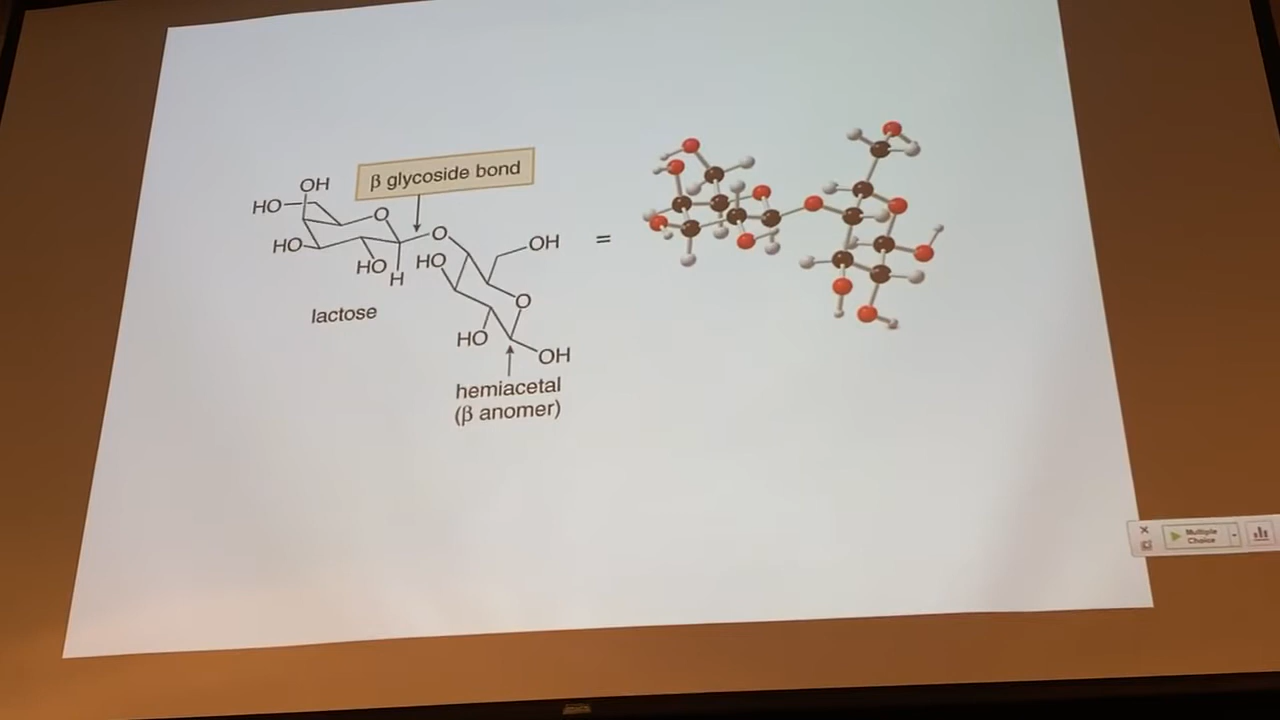 β glycoside bond
OH
HO
O
HO
O
HO
H
HO
OH
=
O
lactose
HO
OH
hemiacetal
(β anomer)
Multiple
Choice